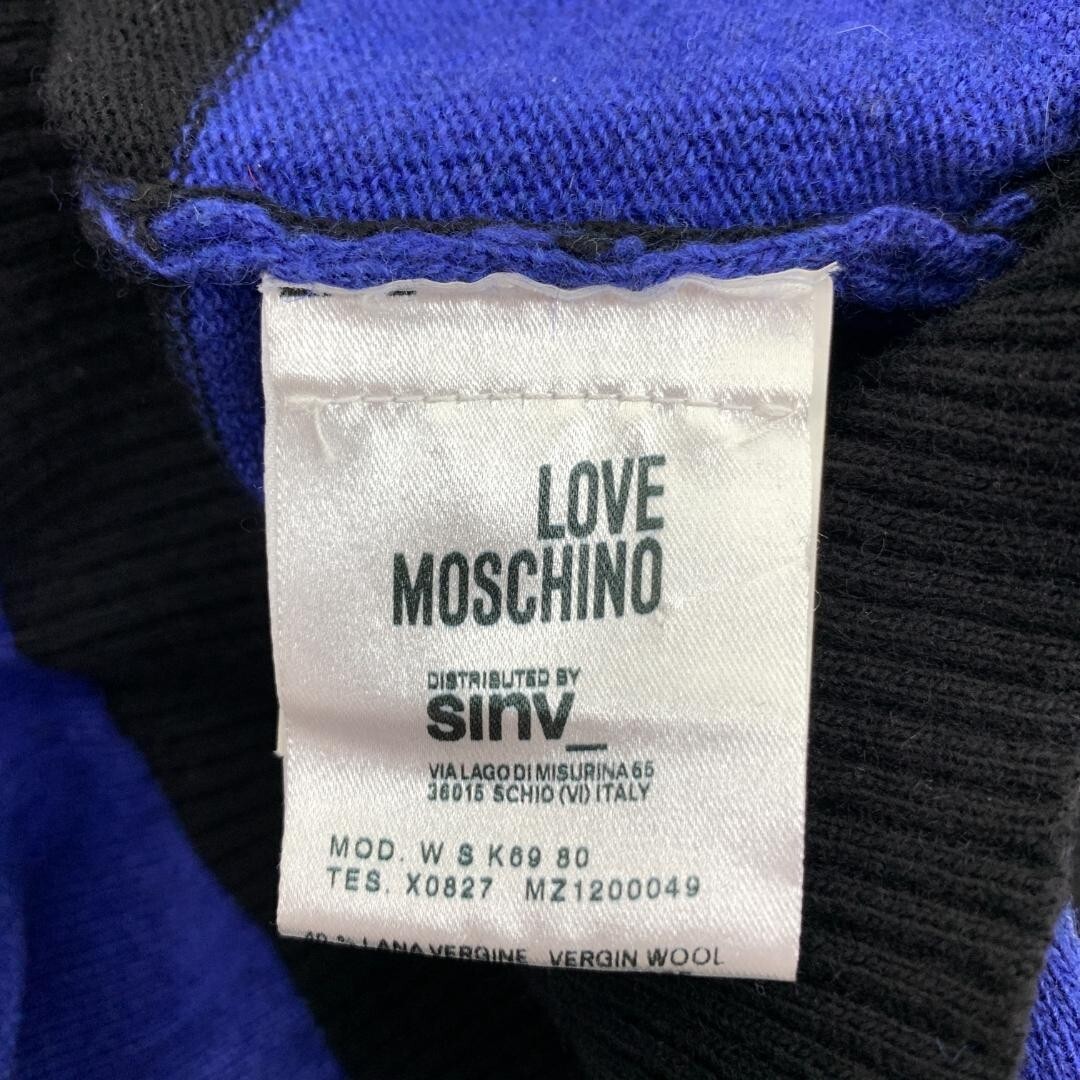 LOVE
MOSCHINO
DISTRIBUTED BY
sinv_
VIA LAGO DI MISURINA 65
36015 SCHIO (VI) ITALY
MOD. W S K69 80
TES. X0827 MZ1200049
% LANA VERGINE VERGIN WOOL